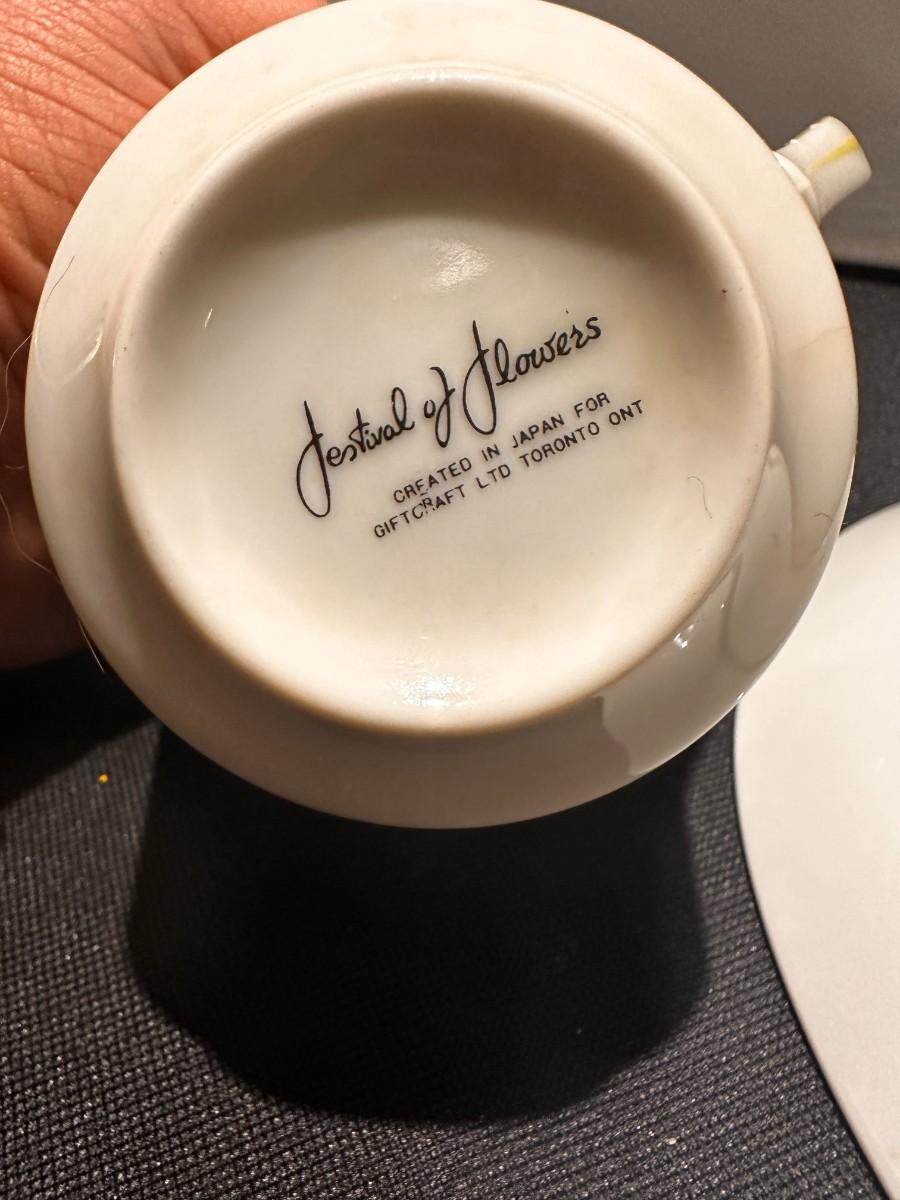 Festival of Flowers
CREATED IN JAPAN FOR
GIFTCRAFT LTD TORONTO ONT